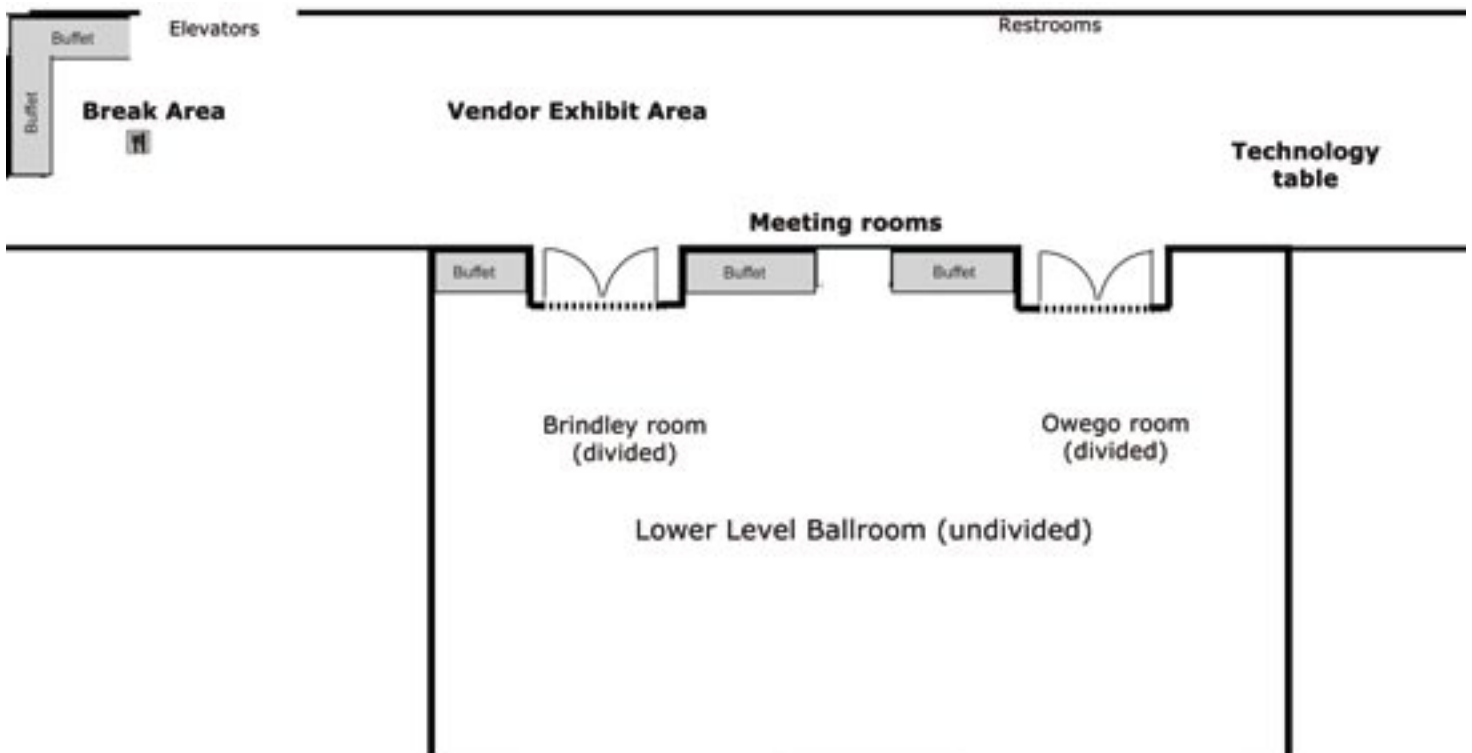 Buffet
Elevators
Restrooms
Buffet
Break Area
Vendor Exhibit Area
Technology
table
Meeting rooms
Buffet
Buffet
Buffet
Brindley room
(divided)
Owego room
(divided)
Lower Level Ballroom (undivided)